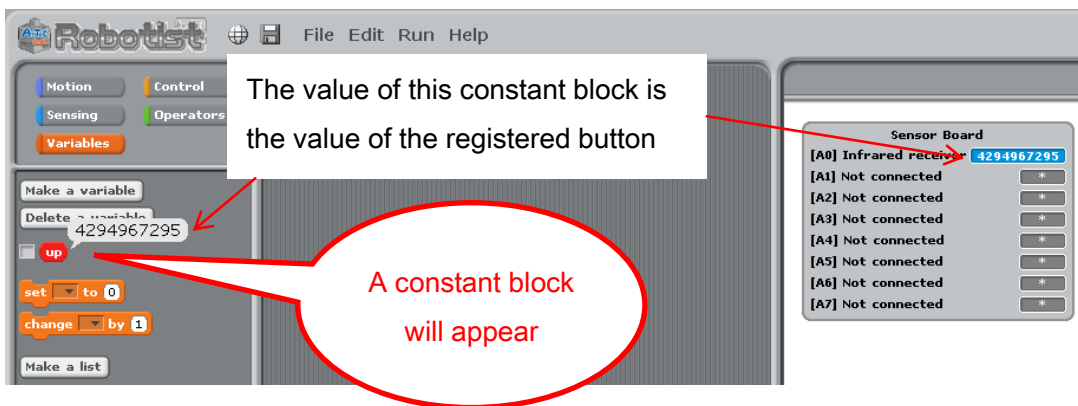 ATC Robotist File Edit Run Help
The value of this constant block is
the value of the registered button
Motion Control
Sensing Operators
Variables
Make a variable
Delete a variable
4294967295
up
set to 0
change by 1
Make a list
A constant block
will appear
Sensor Board
[A0] Infrared receiver 4294967295
[A1] Not connected *
[A2] Not connected *
[A3] Not connected *
[A4] Not connected *
[A5] Not connected *
[A6] Not connected *
[A7] Not connected *